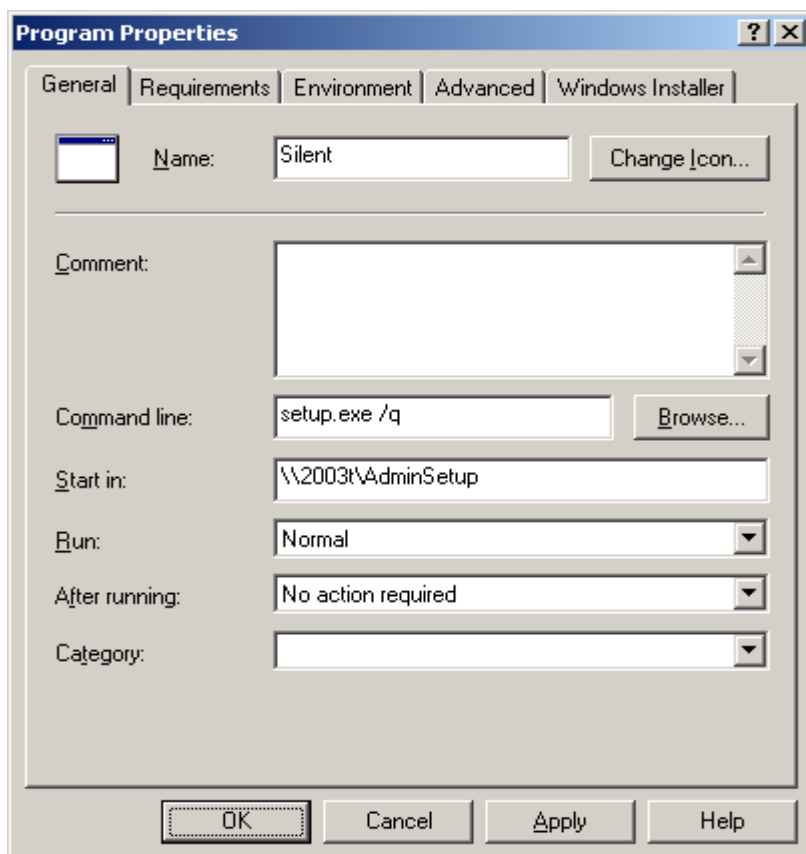 Program Properties
General Requirements Environment Advanced Windows Installer
Name: Silent Change Icon...
Comment:
Command line: setup.exe /q Browse...
Start in: \\2003t\AdminSetup
Run: Normal
After running: No action required
Category:
OK Cancel Apply Help